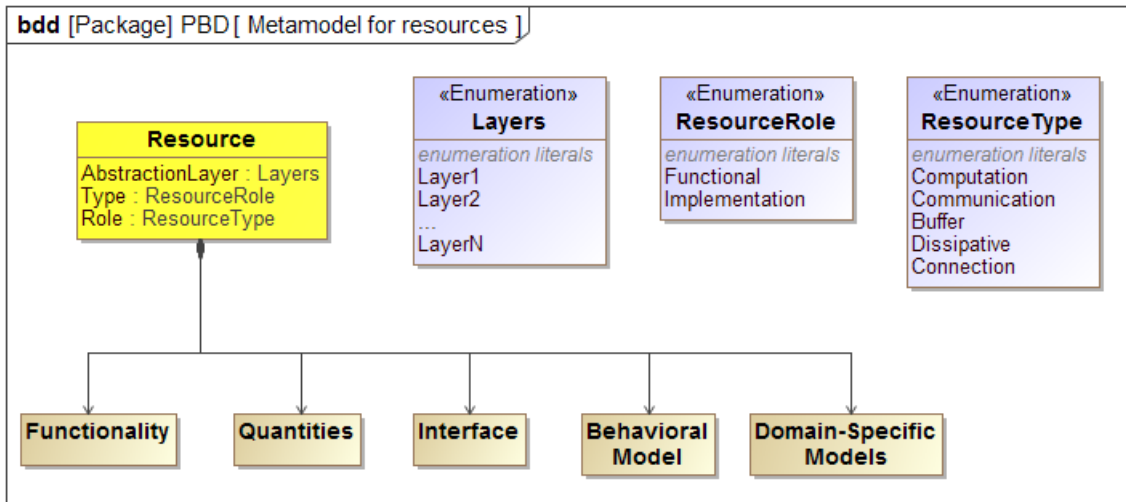 bdd [Package] PBD [ Metamodel for resources ]
Resource
AbstractionLayer : Layers
Type : ResourceRole
Role : ResourceType
«Enumeration»
Layers
enumeration literals
Layer1
Layer2
...
LayerN
«Enumeration»
ResourceRole
enumeration literals
Functional
Implementation
«Enumeration»
ResourceType
enumeration literals
Computation
Communication
Buffer
Dissipative
Connection
Functionality
Quantities
Interface
Behavioral
Model
Domain-Specific
Models